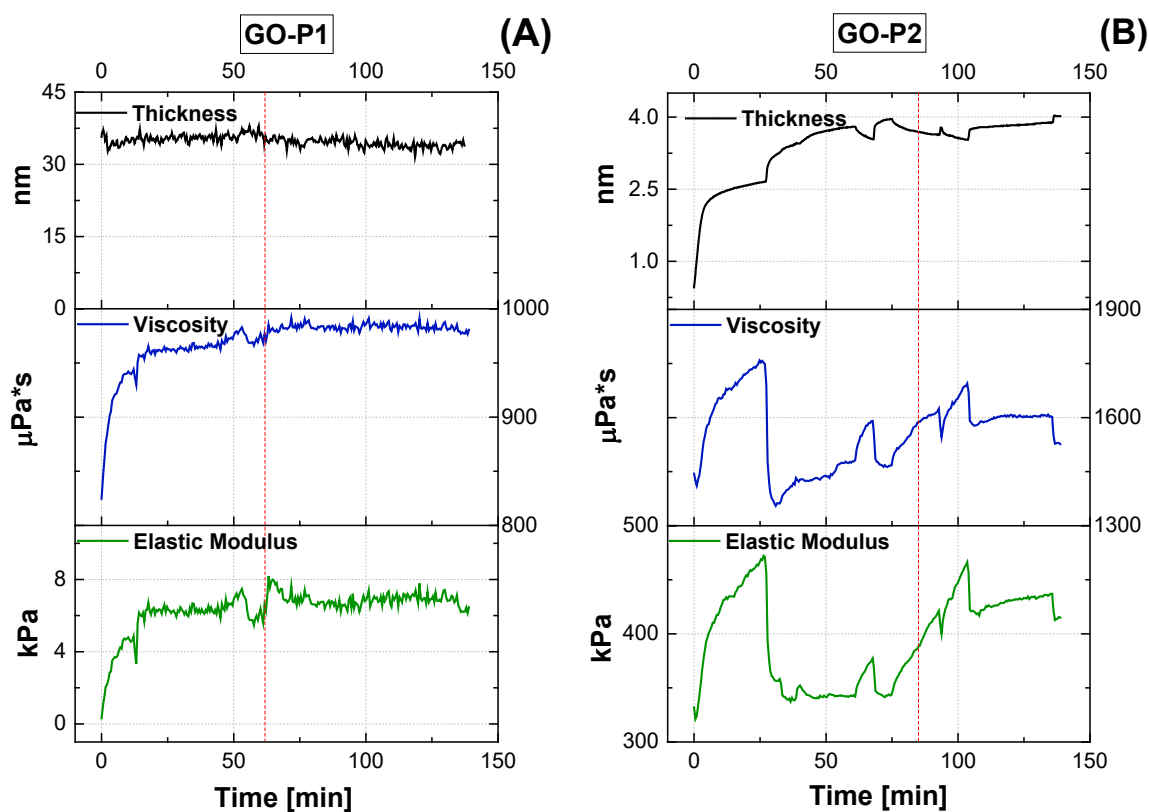 GO-P1
(A)
0 50 100 150
45
30
15
0
nm
Thickness
1000
900
800
µPa*s
Viscosity
8
4
0
kPa
Elastic Modulus
0 50 100 150
Time [min]
GO-P2
(B)
0 50 100 150
4.0
2.5
1.0
nm
Thickness
1900
1600
1300
µPa*s
Viscosity
500
400
300
kPa
Elastic Modulus
0 50 100 150
Time [min]